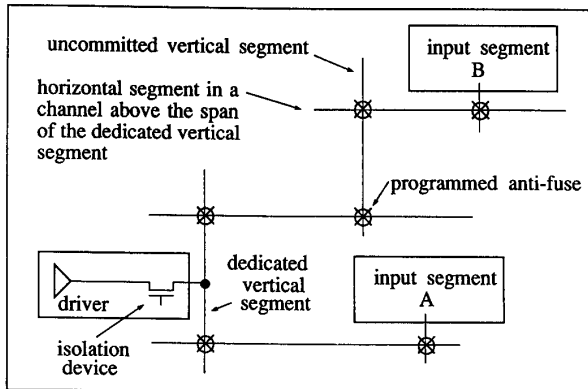 uncommitted vertical segment
input segment
B
horizontal segment in a
channel above the span
of the dedicated vertical
segment
programmed anti-fuse
driver
dedicated
vertical
segment
input segment
A
isolation
device